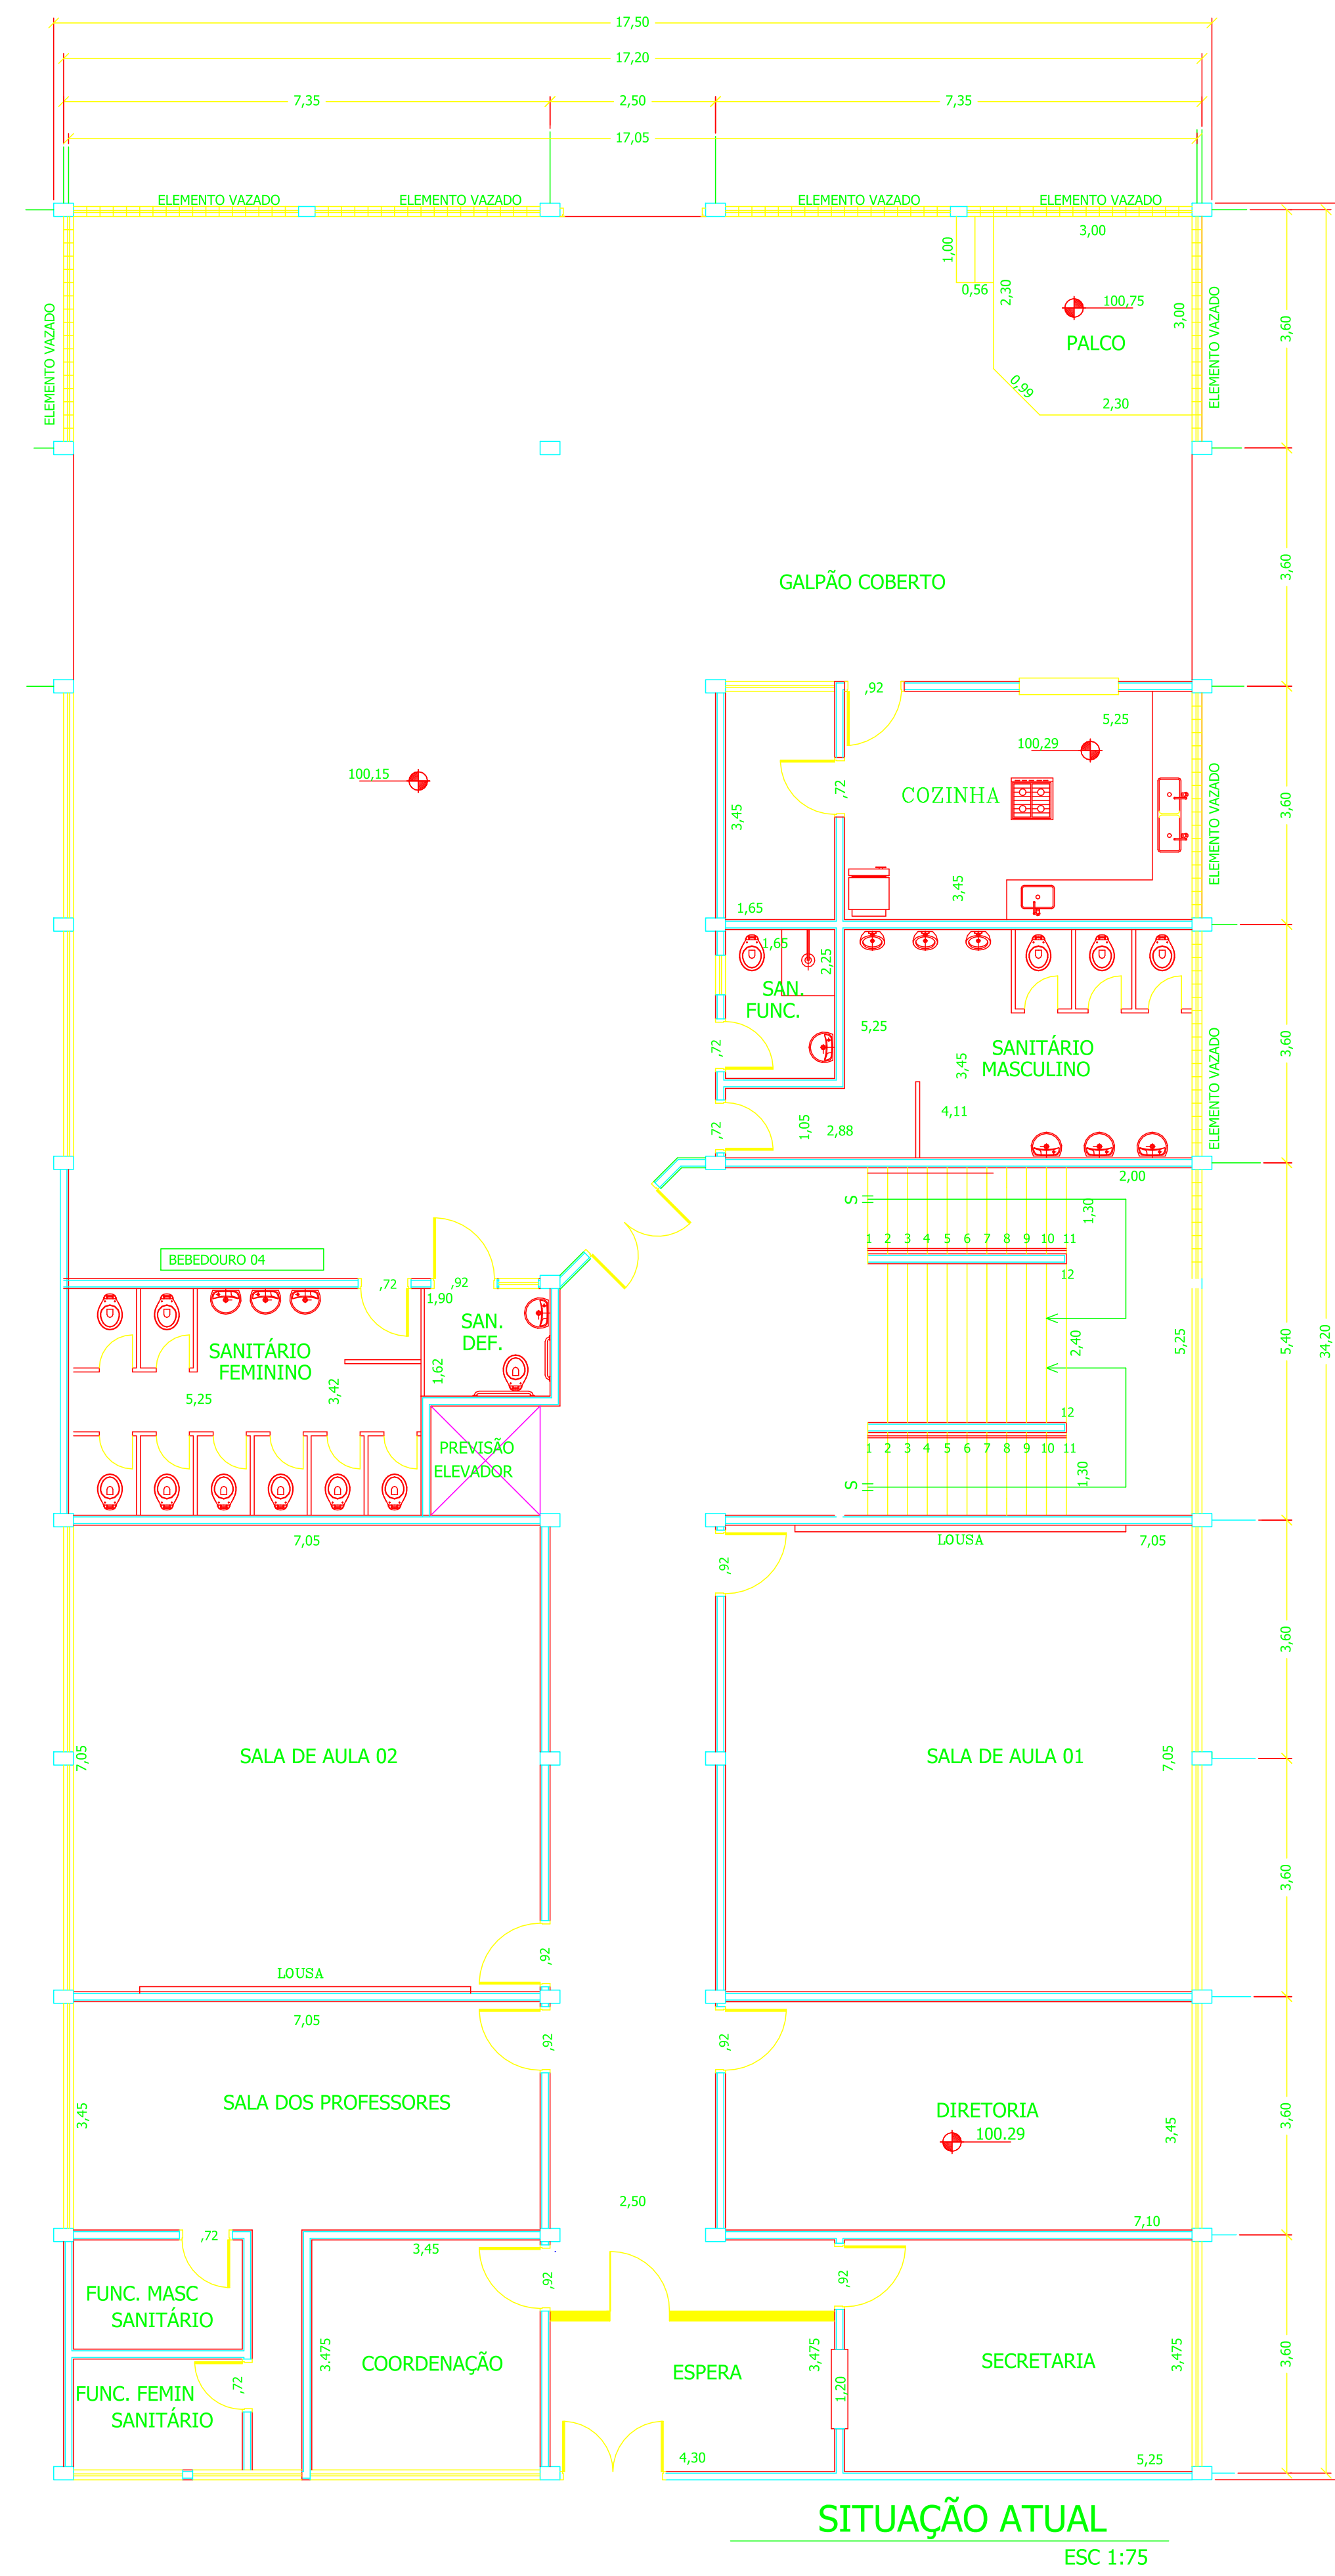 17,50
17,20
7,35 2,50 7,35
17,05
ELEMENTO VAZADO ELEMENTO VAZADO ELEMENTO VAZADO ELEMENTO VAZADO
3,00
1,00
0,56
2,30
100,75
3,00
PALCO
0,99
2,30
ELEMENTO VAZADO
ELEMENTO VAZADO
3,60
3,60
GALPÃO COBERTO
,92
5,25
100,29
100,15
COZINHA
,72
3,45
3,45
1,65
ELEMENTO VAZADO
3,60
1,65
2,25
SAN.
FUNC.
5,25
,72
SANITÁRIO
MASCULINO
3,45
4,11
,72
1,05
2,88
ELEMENTO VAZADO
3,60
2,00
S
1,30
1 2 3 4 5 6 7 8 9 10 11
12
BEBEDOURO 04
,72
,92
1,90
SAN.
DEF.
SANITÁRIO
FEMININO
1,62
5,25
3,42
2,40
5,25
5,40
34,20
12
PREVISÃO
ELEVADOR
1 2 3 4 5 6 7 8 9 10 11
S
1,30
7,05
LOUSA
7,05
,92
3,60
SALA DE AULA 02
SALA DE AULA 01
7,05
7,05
3,60
,92
LOUSA
7,05
,92
,92
SALA DOS PROFESSORES
DIRETORIA
100.29
3,45
3,45
3,60
2,50
7,10
,72
3,45
,92
,92
FUNC. MASC
SANITÁRIO
3.475
COORDENAÇÃO
ESPERA
3,475
SECRETARIA
3,475
3,60
FUNC. FEMIN
SANITÁRIO
,72
1,20
4,30
5,25
SITUAÇÃO ATUAL
ESC 1:75